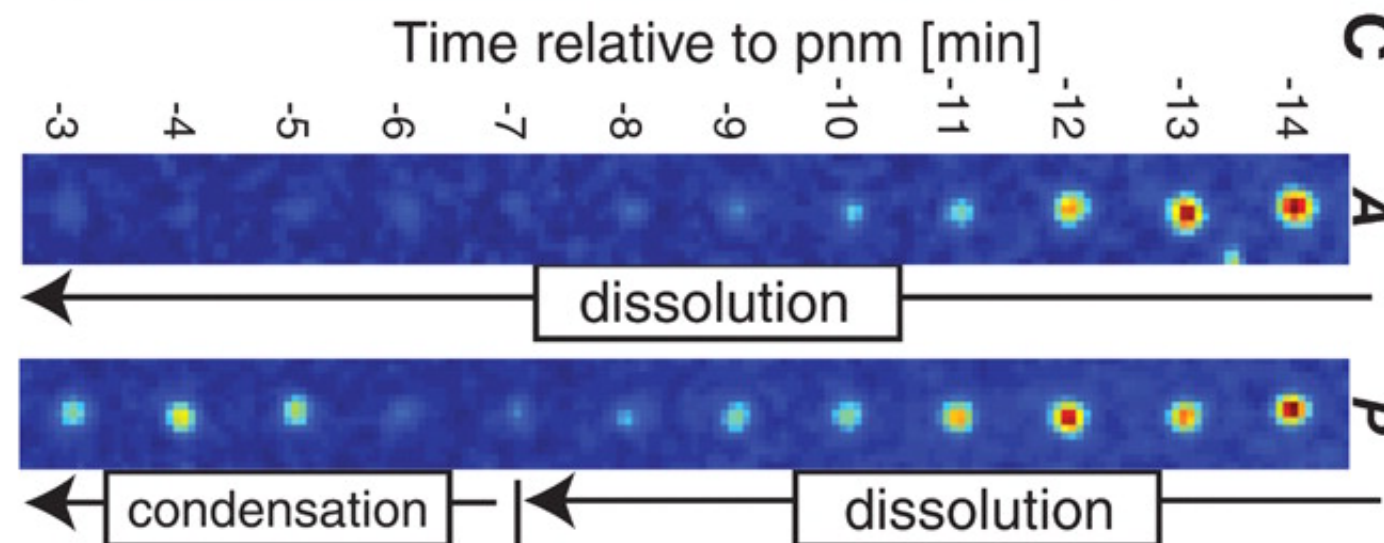 C
Time relative to pnm [min]
-3 -4 -5 -6 -7 -8 -9 -10 -11 -12 -13 -14
A
dissolution
P
condensation dissolution